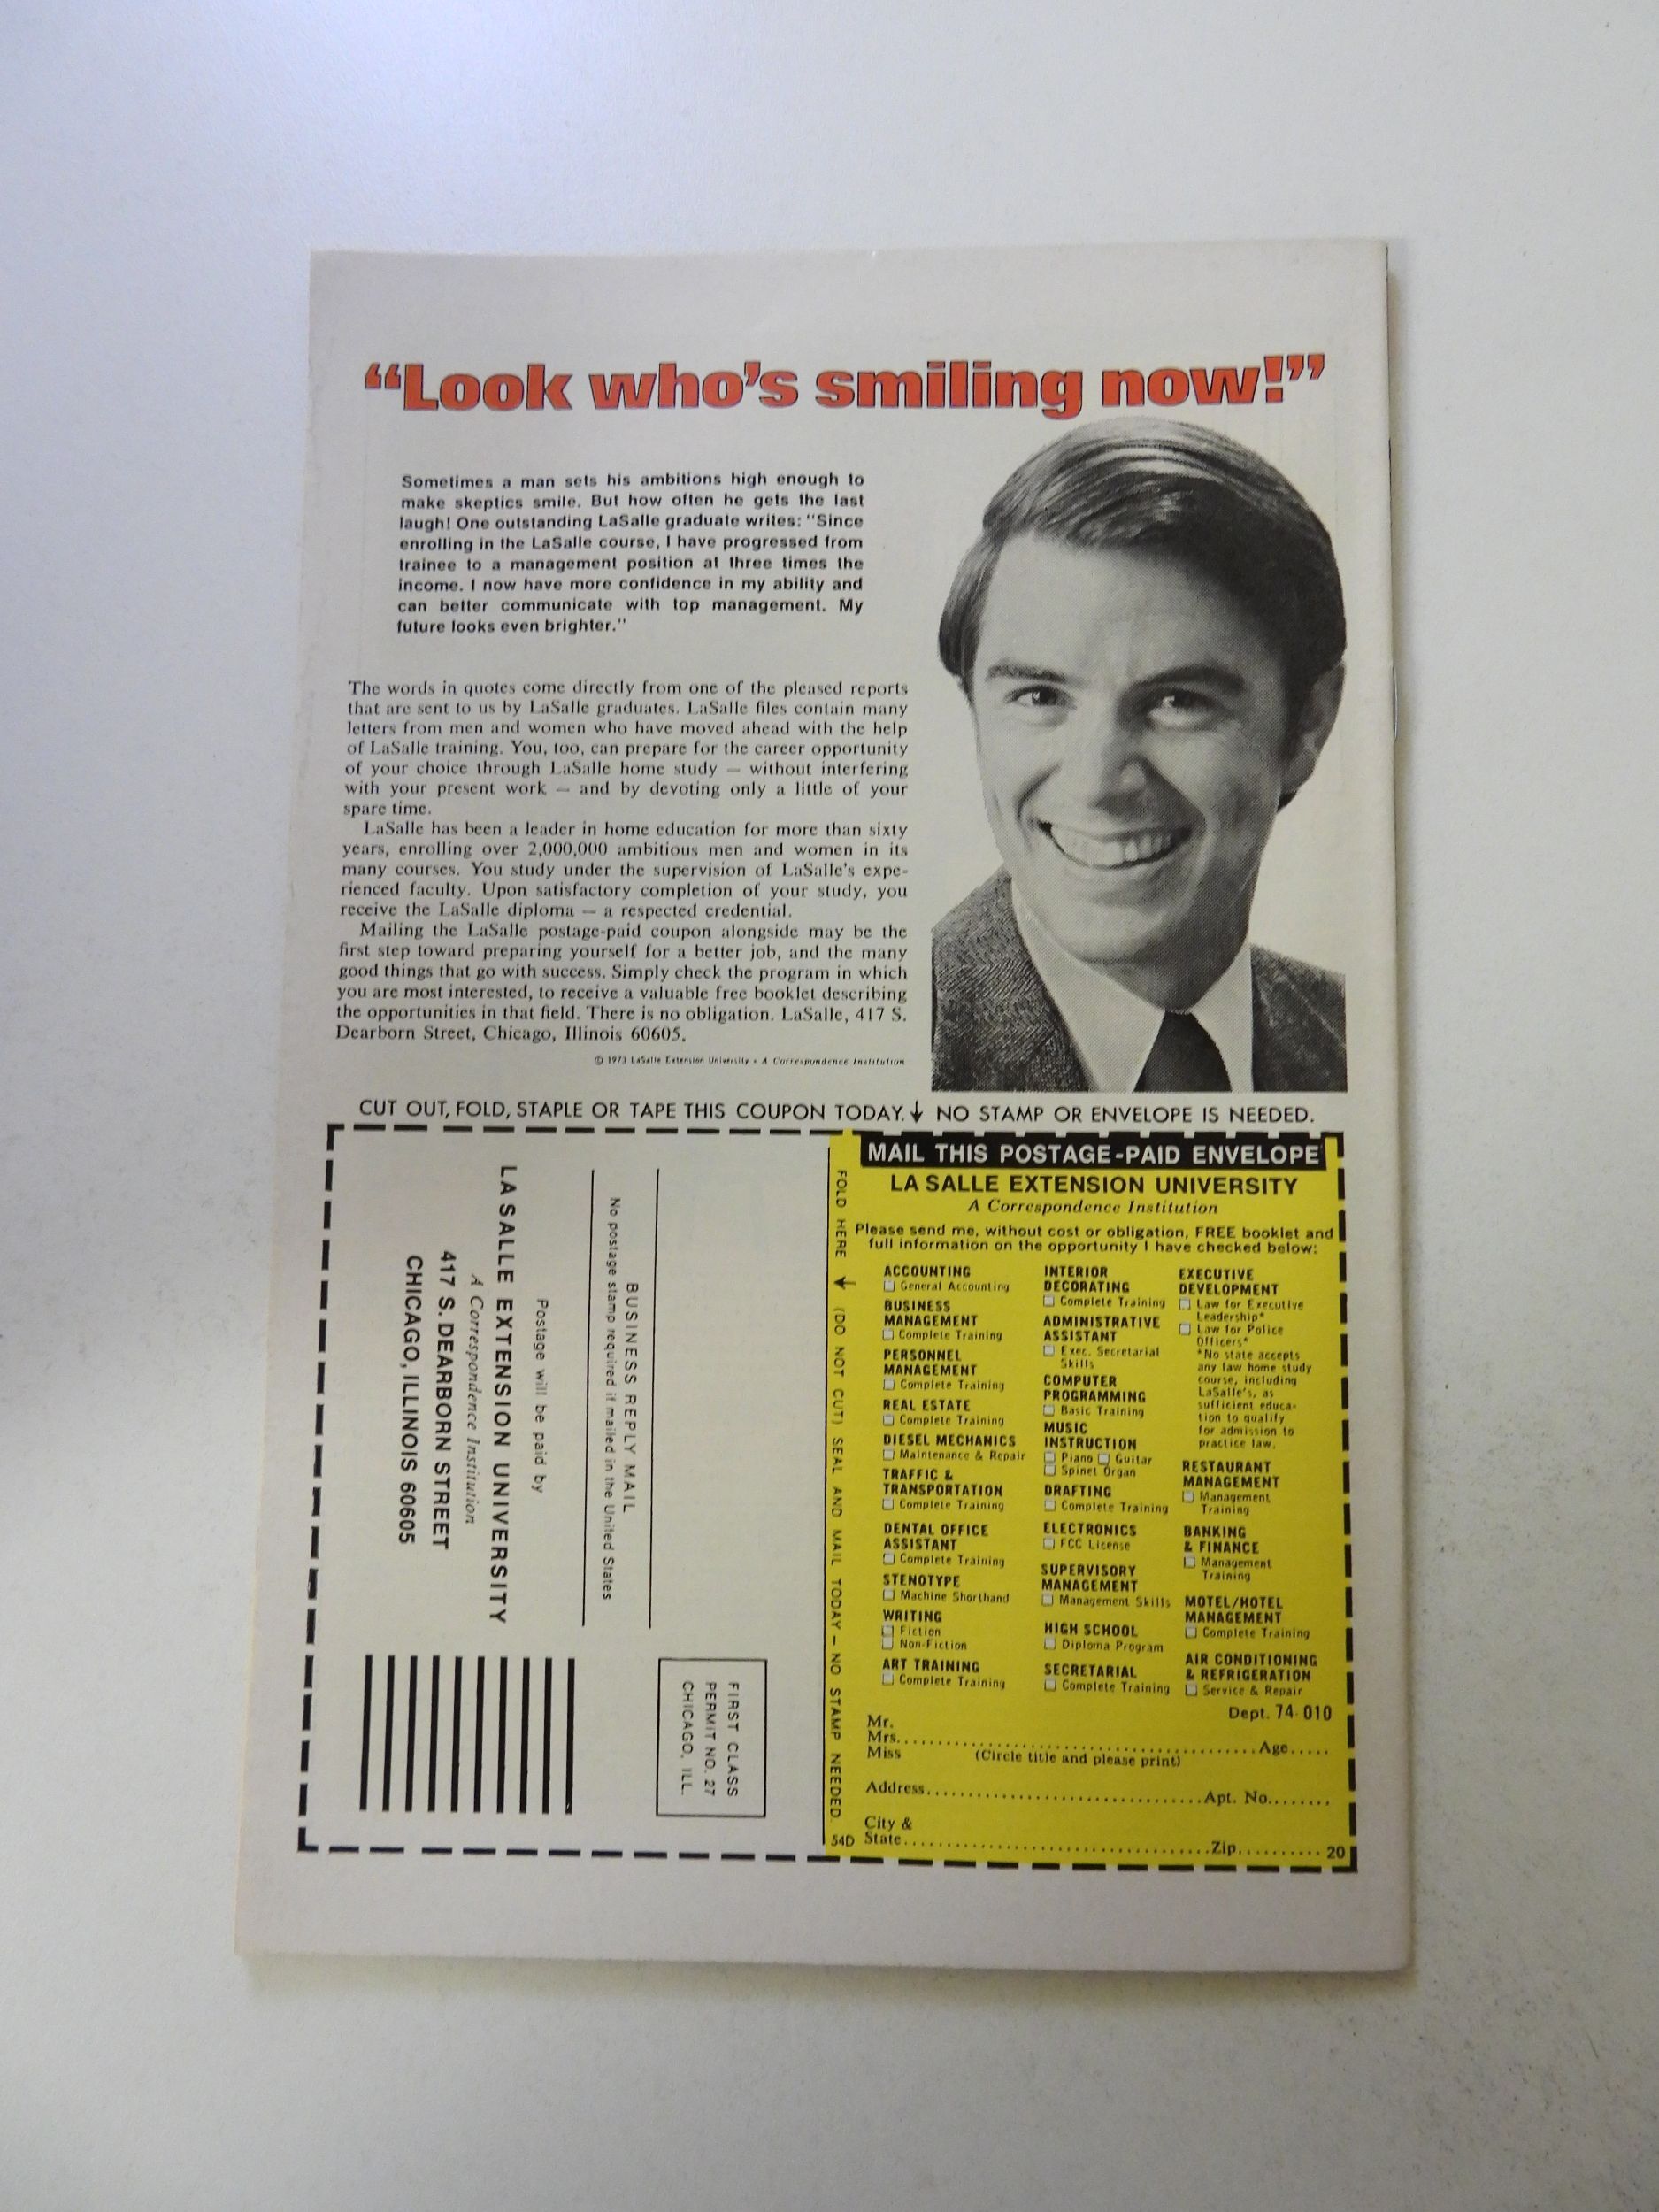 “Look who’s smiling now!”
Sometimes a man sets his ambitions high enough to
make skeptics smile. But how often he gets the last
laugh! One outstanding LaSalle graduate writes: "Since
enrolling in the LaSalle course, I have progressed from
trainee to a management position at three times the
income. I now have more confidence in my ability and
can better communicate with top management. My
future looks even brighter."
The words in quotes come directly from one of the pleased reports
that are sent to us by LaSalle graduates. LaSalle files contain many
letters from men and women who have moved ahead with the help
of LaSalle training. You, too, can prepare for the career opportunity
of your choice through LaSalle home study — without interfering
with your present work — and by devoting only a little of your
spare time.
LaSalle has been a leader in home education for more than sixty
years, enrolling over 2,000,000 ambitious men and women in its
many courses. You study under the supervision of LaSalle's expe-
rienced faculty. Upon satisfactory completion of your study, you
receive the LaSalle diploma — a respected credential.
Mailing the LaSalle postage-paid coupon alongside may be the
first step toward preparing yourself for a better job, and the many
good things that go with success. Simply check the program in which
you are most interested, to receive a valuable free booklet describing
the opportunities in that field. There is no obligation. LaSalle, 417 S.
Dearborn Street, Chicago, Illinois 60605.
© 1973 LaSalle Extension University • A Correspondence Institution
CUT OUT, FOLD, STAPLE OR TAPE THIS COUPON TODAY. ↓ NO STAMP OR ENVELOPE IS NEEDED.
FIRST CLASS
PERMIT NO. 27
CHICAGO, ILL.
BUSINESS REPLY MAIL
No postage stamp required if mailed in the United States
Postage will be paid by
LA SALLE EXTENSION UNIVERSITY
A Correspondence Institution
417 S. DEARBORN STREET
CHICAGO, ILLINOIS 60605
FOLD HERE (DO NOT CUT) SEAL AND MAIL TODAY — NO STAMP NEEDED.
54D
MAIL THIS POSTAGE-PAID ENVELOPE
LA SALLE EXTENSION UNIVERSITY
A Correspondence Institution
Please send me, without cost or obligation, FREE booklet and
full information on the opportunity I have checked below:
ACCOUNTING
General Accounting
BUSINESS
MANAGEMENT
Complete Training
PERSONNEL
MANAGEMENT
Complete Training
REAL ESTATE
Complete Training
DIESEL MECHANICS
Maintenance & Repair
TRAFFIC &
TRANSPORTATION
Complete Training
DENTAL OFFICE
ASSISTANT
Complete Training
STENOTYPE
Machine Shorthand
WRITING
Fiction
Non-Fiction
ART TRAINING
Complete Training
INTERIOR
DECORATING
Complete Training
ADMINISTRATIVE
ASSISTANT
Exec. Secretarial
Skills
COMPUTER
PROGRAMMING
Basic Training
MUSIC
INSTRUCTION
Piano Guitar
Spinet Organ
DRAFTING
Complete Training
ELECTRONICS
FCC License
SUPERVISORY
MANAGEMENT
Management Skills
HIGH SCHOOL
Diploma Program
SECRETARIAL
Complete Training
EXECUTIVE
DEVELOPMENT
Law for Executive
Leadership*
Law for Police
Officers*
*No state accepts
any law home study
course, including
LaSalle's, as
sufficient educa-
tion to qualify
for admission to
practice law.
RESTAURANT
MANAGEMENT
Management
Training
BANKING
& FINANCE
Management
Training
MOTEL/HOTEL
MANAGEMENT
Complete Training
AIR CONDITIONING
& REFRIGERATION
Service & Repair
Dept. 74-010
Mr.
Mrs. Age
Miss (Circle title and please print)
Address Apt. No.
City &
State Zip 20